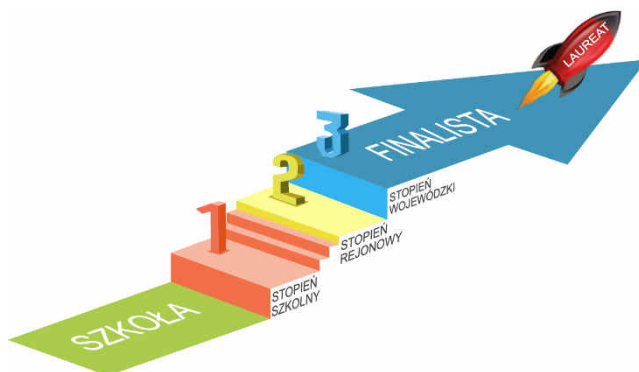 LAUREAT
3
FINALISTA
2
STOPIEŃ
WOJEWÓDZKI
1
STOPIEŃ
REJONOWY
STOPIEŃ
SZKOLNY
SZKOŁA